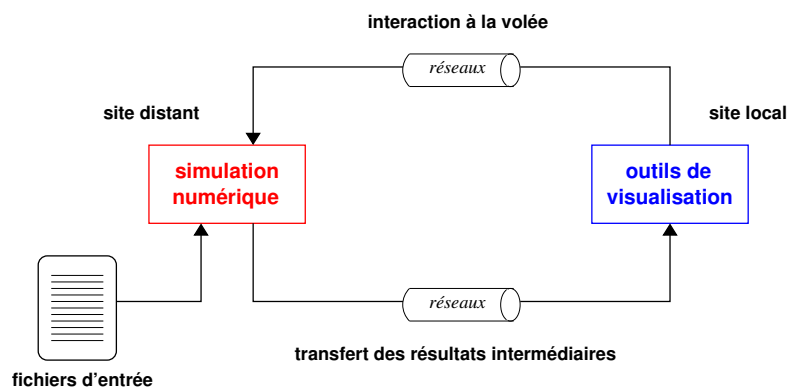 interaction à la volée
réseaux
site distant
site local
simulation
numérique
outils de
visualisation
réseaux
transfert des résultats intermédiaires
fichiers d'entrée